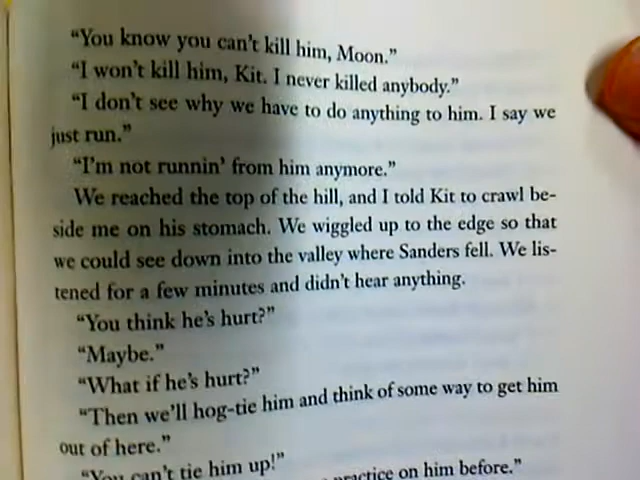 “You know you can’t kill him, Moon.”
“I won’t kill him, Kit. I never killed anybody.”
“I don’t see why we have to do anything to him. I say we
just run.”
“I’m not runnin’ from him anymore.”
We reached the top of the hill, and I told Kit to crawl be-
side me on his stomach. We wiggled up to the edge so that
we could see down into the valley where Sanders fell. We lis-
tened for a few minutes and didn’t hear anything.
“You think he’s hurt?”
“Maybe.”
“What if he’s hurt?”
“Then we’ll hog-tie him and think of some way to get him
out of here.”
“You can’t tie him up!”
practice on him before.”